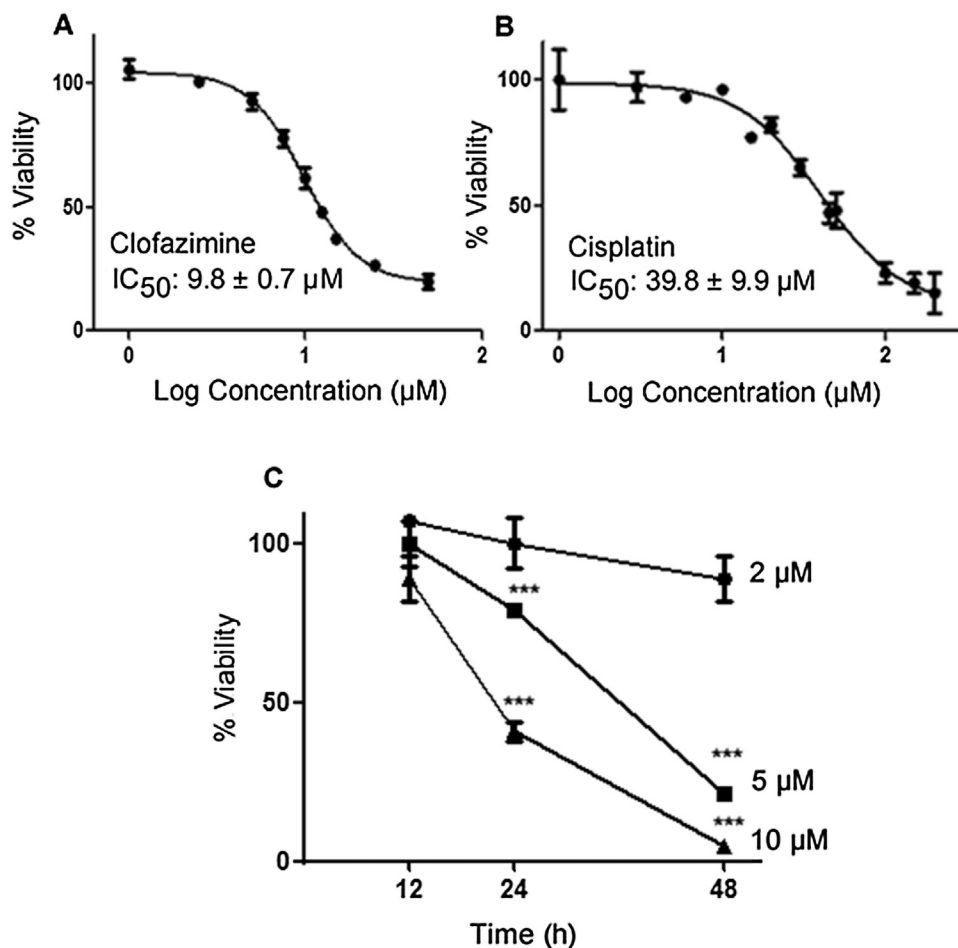 A
% Viability
100
50
0
Clofazimine
IC50: 9.8 ± 0.7 µM
0
1
2
Log Concentration (µM)
B
% Viability
100
50
0
Cisplatin
IC50: 39.8 ± 9.9 µM
0
1
2
Log Concentration (µM)
C
% Viability
100
50
0
***
***
***
***
2 µM
5 µM
10 µM
12
24
48
Time (h)